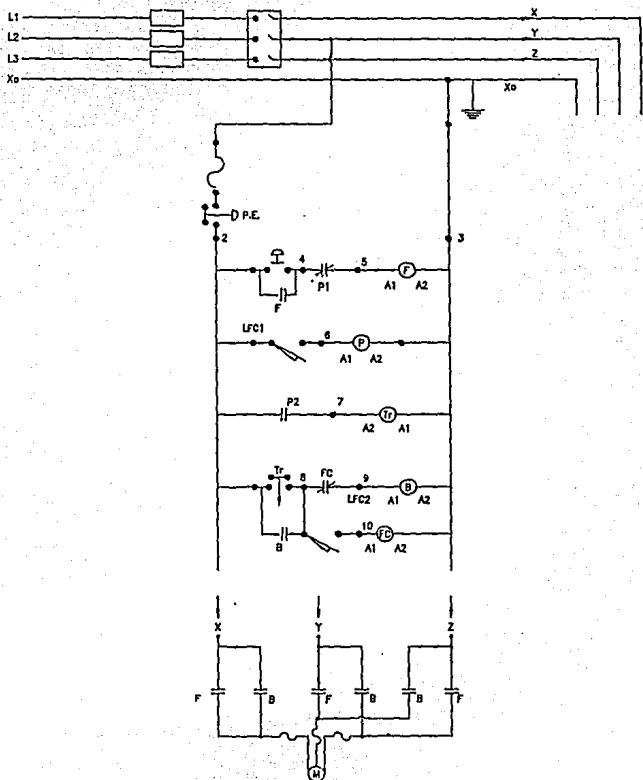 L1 X
L2 Y
L3 Z
Xo Xo
P.E.
2 3
4 5 F
P1 A1 A2
F
LFC1 6 P
A1 A2
P2 7 Tr
A2 A1
Tr 8 FC 9 B
LFC2 A1 A2
10 FC
B A1 A2
X Y Z
F B F B B F
M